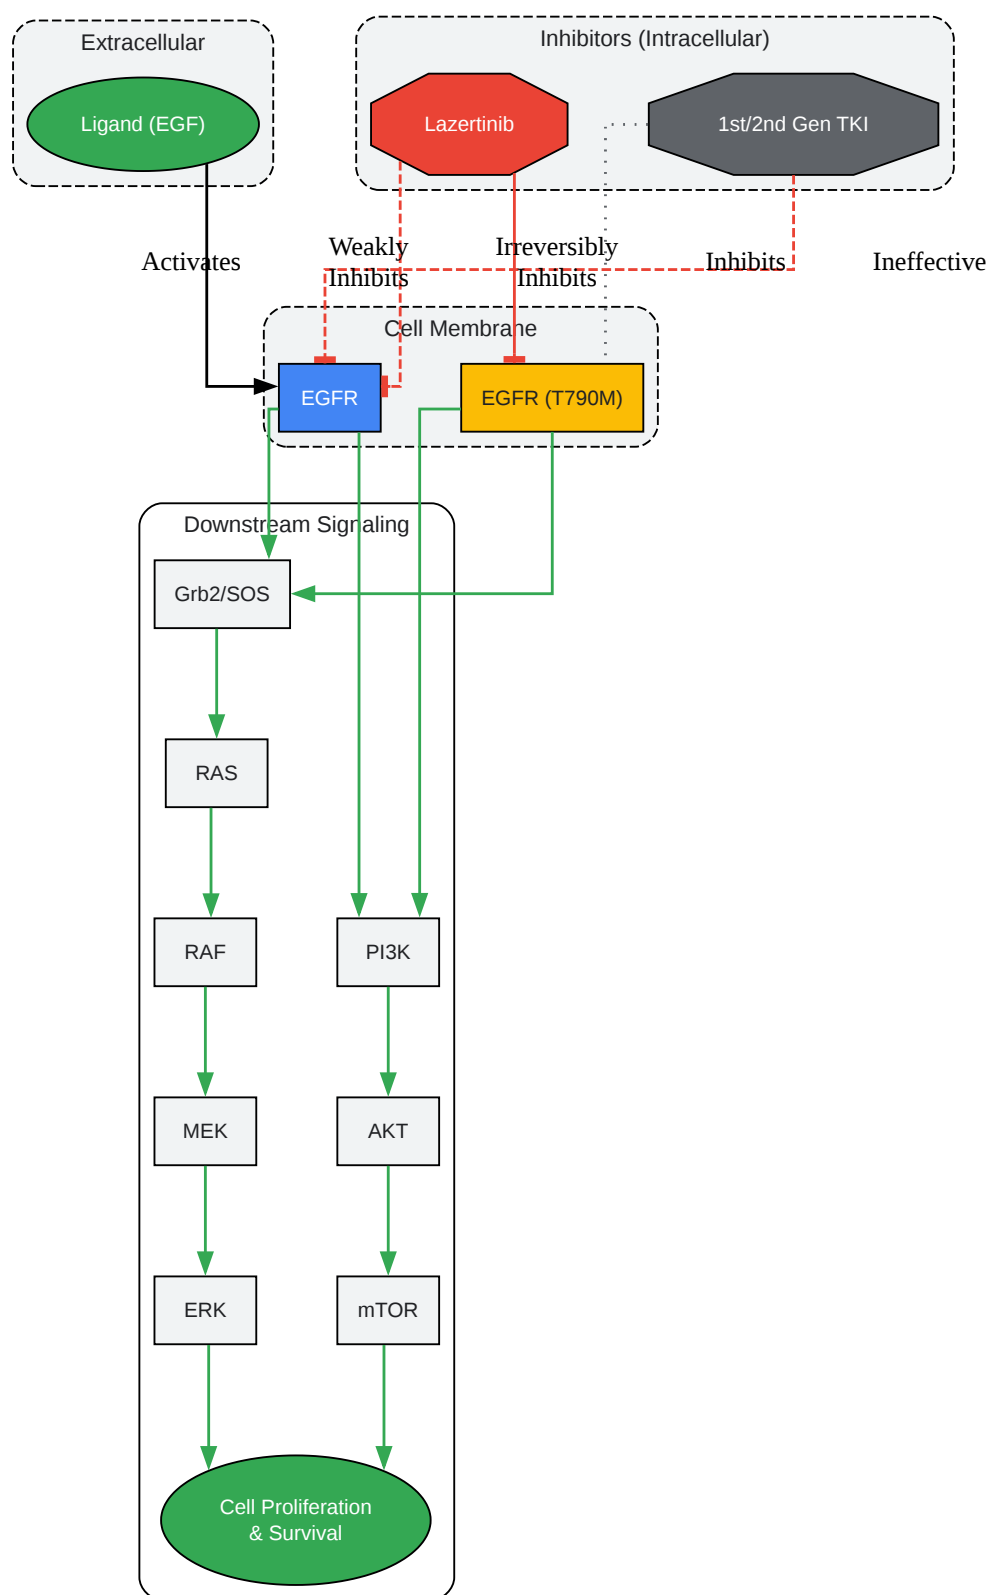 Extracellular
Inhibitors (Intracellular)
Ligand (EGF)
Lazertinib
1st/2nd Gen TKI
Activates
Weakly
Inhibits
Irreversibly
Inhibits
Inhibits
Ineffective
Cell Membrane
EGFR
EGFR (T790M)
Downstream Signaling
Grb2/SOS
RAS
RAF
PI3K
MEK
AKT
ERK
mTOR
Cell Proliferation
& Survival